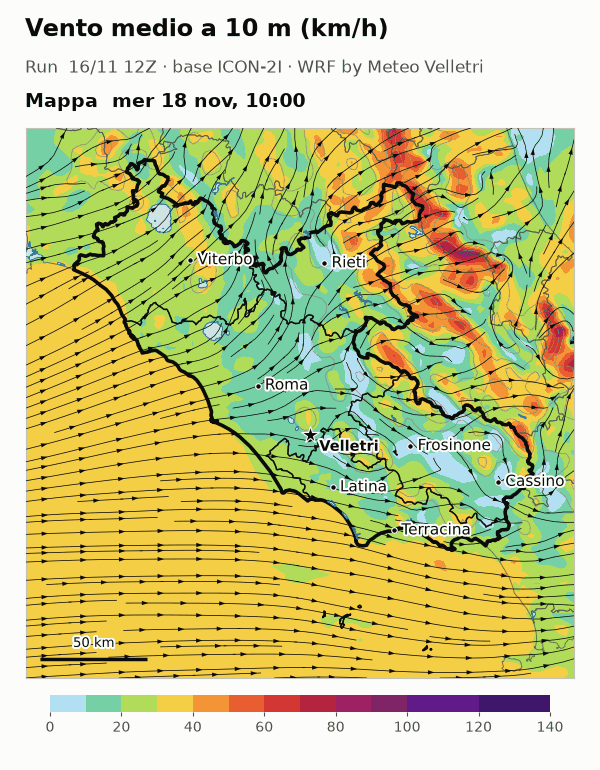 Vento medio a 10 m (km/h)
Run  16/11 12Z · base ICON-2I · WRF by Meteo Velletri
Mappa  mer 18 nov, 10:00
Viterbo
Rieti
Roma
Velletri
Frosinone
Latina
Cassino
Terracina
50 km
0 20 40 60 80 100 120 140